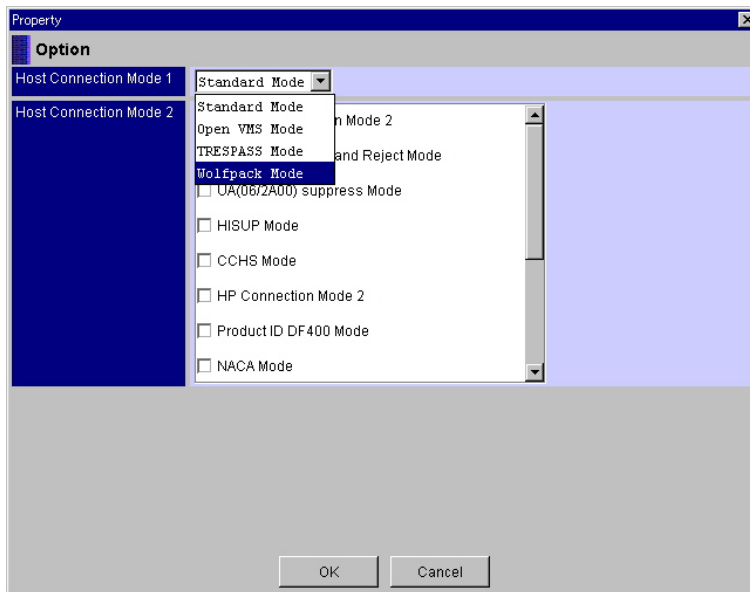 Property
Option
Host Connection Mode 1
Standard Mode
Standard Mode
Open VMS Mode
TRESPASS Mode
Wolfpack Mode
Host Connection Mode 2
Mode 2
and Reject Mode
UA(06/2A00) suppress Mode
HISUP Mode
CCHS Mode
HP Connection Mode 2
Product ID DF400 Mode
NACA Mode
OK
Cancel